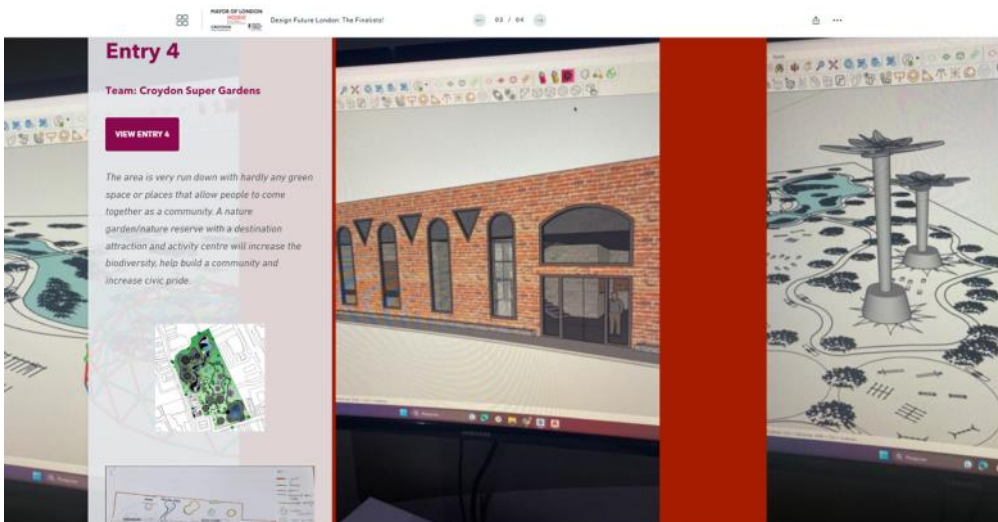 MAYOR OF LONDON
CROYDON
Design Future London: The Finalists!
03 / 04
Entry 4
Team: Croydon Super Gardens
VIEW ENTRY 4
The area is very run down with hardly any green
space or places that allow people to come
together as a community. A nature
garden/nature reserve with a destination
attraction and activity centre will increase the
biodiversity, help build a community and
increase civic pride.